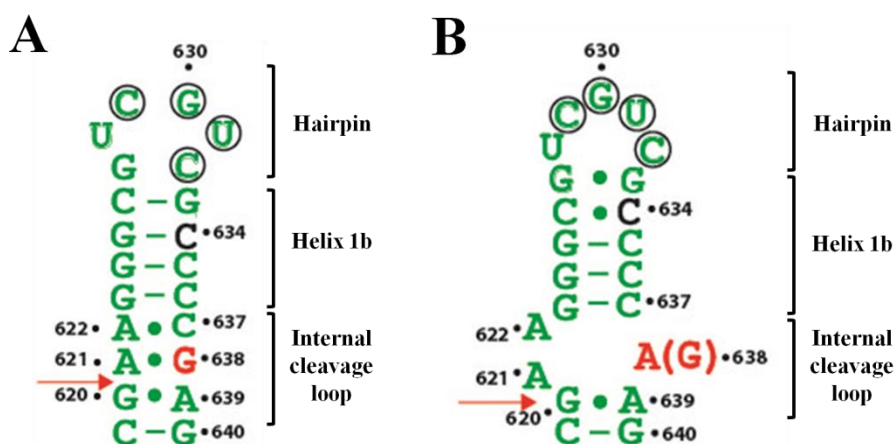 A
630
•
C G
U U
G C
C – G
G – C •634
G – C
G – C
622• A • C •637
621• A • G •638
620• G • A •639
C – G •640
Hairpin
Helix 1b
Internal
cleavage
loop
B
630
•
C G U
U C
G • G
C • C •634
G – C
G C
G – C •637
622• A
A(G) •638
621• A
620• G • A •639
C – G •640
Hairpin
Helix 1b
Internal
cleavage
loop